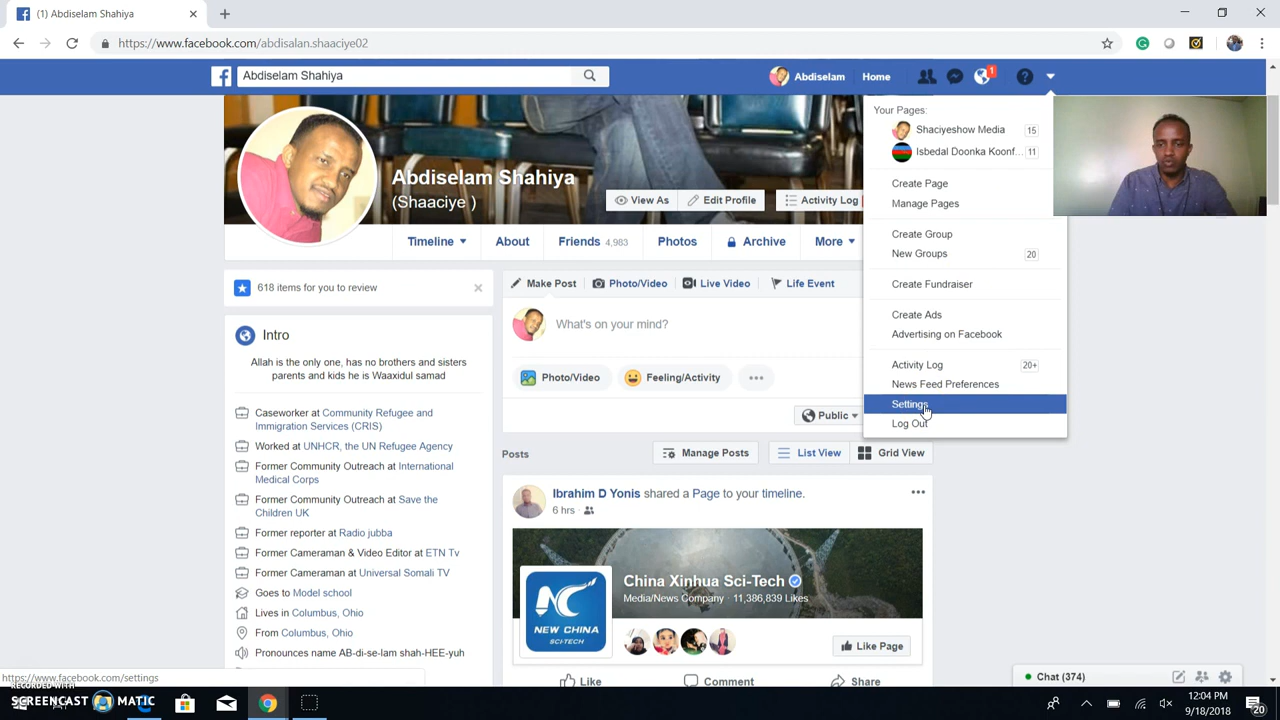 (1) Abdiselam Shahiya
https://www.facebook.com/abdisalan.shaaciye02
Abdiselam Shahiya
Abdiselam
Home
1
Your Pages:
Shaciyeshow Media 15
Isbedal Doonka Koonf... 11
Create Page
Manage Pages
Create Group
New Groups 20
Create Fundraiser
Create Ads
Advertising on Facebook
Activity Log 20+
News Feed Preferences
Settings
Log Out
Abdiselam Shahiya
(Shaaciye )
View As
Edit Profile
Activity Log
Timeline
About
Friends 4,983
Photos
Archive
More
618 items for you to review
Intro
Allah is the only one, has no brothers and sisters
parents and kids he is Waaxidul samad
Caseworker at Community Refugee and
Immigration Services (CRIS)
Worked at UNHCR, the UN Refugee Agency
Former Community Outreach at International
Medical Corps
Former Community Outreach at Save the
Children UK
Former reporter at Radio jubba
Former Cameraman & Video Editor at ETN Tv
Former Cameraman at Universal Somali TV
Goes to Model school
Lives in Columbus, Ohio
From Columbus, Ohio
Pronounces name AB-di-se-lam shah-HEE-yuh
Make Post
Photo/Video
Live Video
Life Event
What's on your mind?
Photo/Video
Feeling/Activity
Public
Posts
Manage Posts
List View
Grid View
Ibrahim D Yonis shared a Page to your timeline.
6 hrs
China Xinhua Sci-Tech
Media/News Company · 11,386,839 Likes
NEW CHINA
SCI-TECH
Like Page
Like
Comment
Share
Chat (374)
https://www.facebook.com/settings
RECORDED WITH
SCREENCAST MATIC
12:04 PM
9/18/2018
20